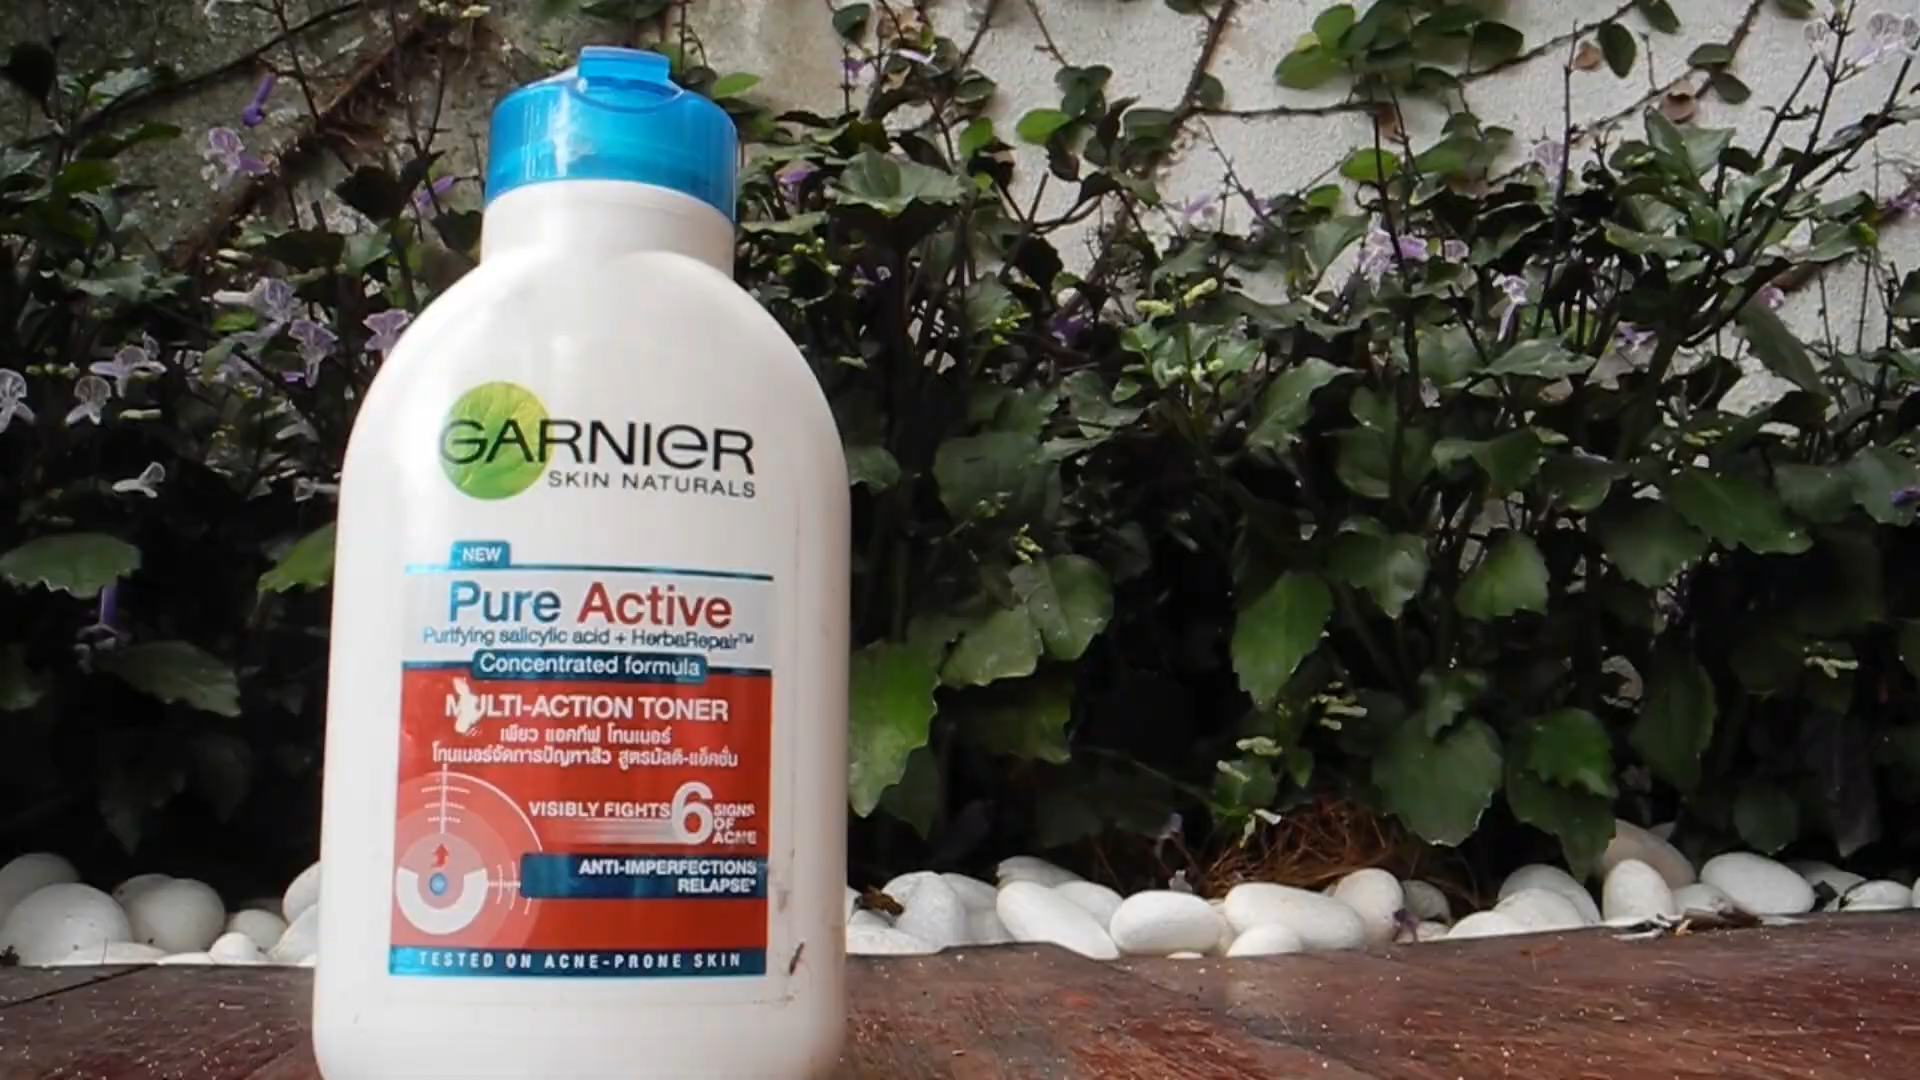 GARNIER
SKIN NATURALS
NEW
Pure Active
Purifying salicylic acid + HerbaRepair™
Concentrated formula
MULTI-ACTION TONER
เพียว แอคทีฟ โทนเนอร์
โทนเนอร์จัดการปัญหาสิว สูตรมัลติ-แอ็คชั่น
VISIBLY FIGHTS 6 SIGNS
OF
ACNE
ANTI-IMPERFECTIONS
RELAPSE*
TESTED ON ACNE-PRONE SKIN